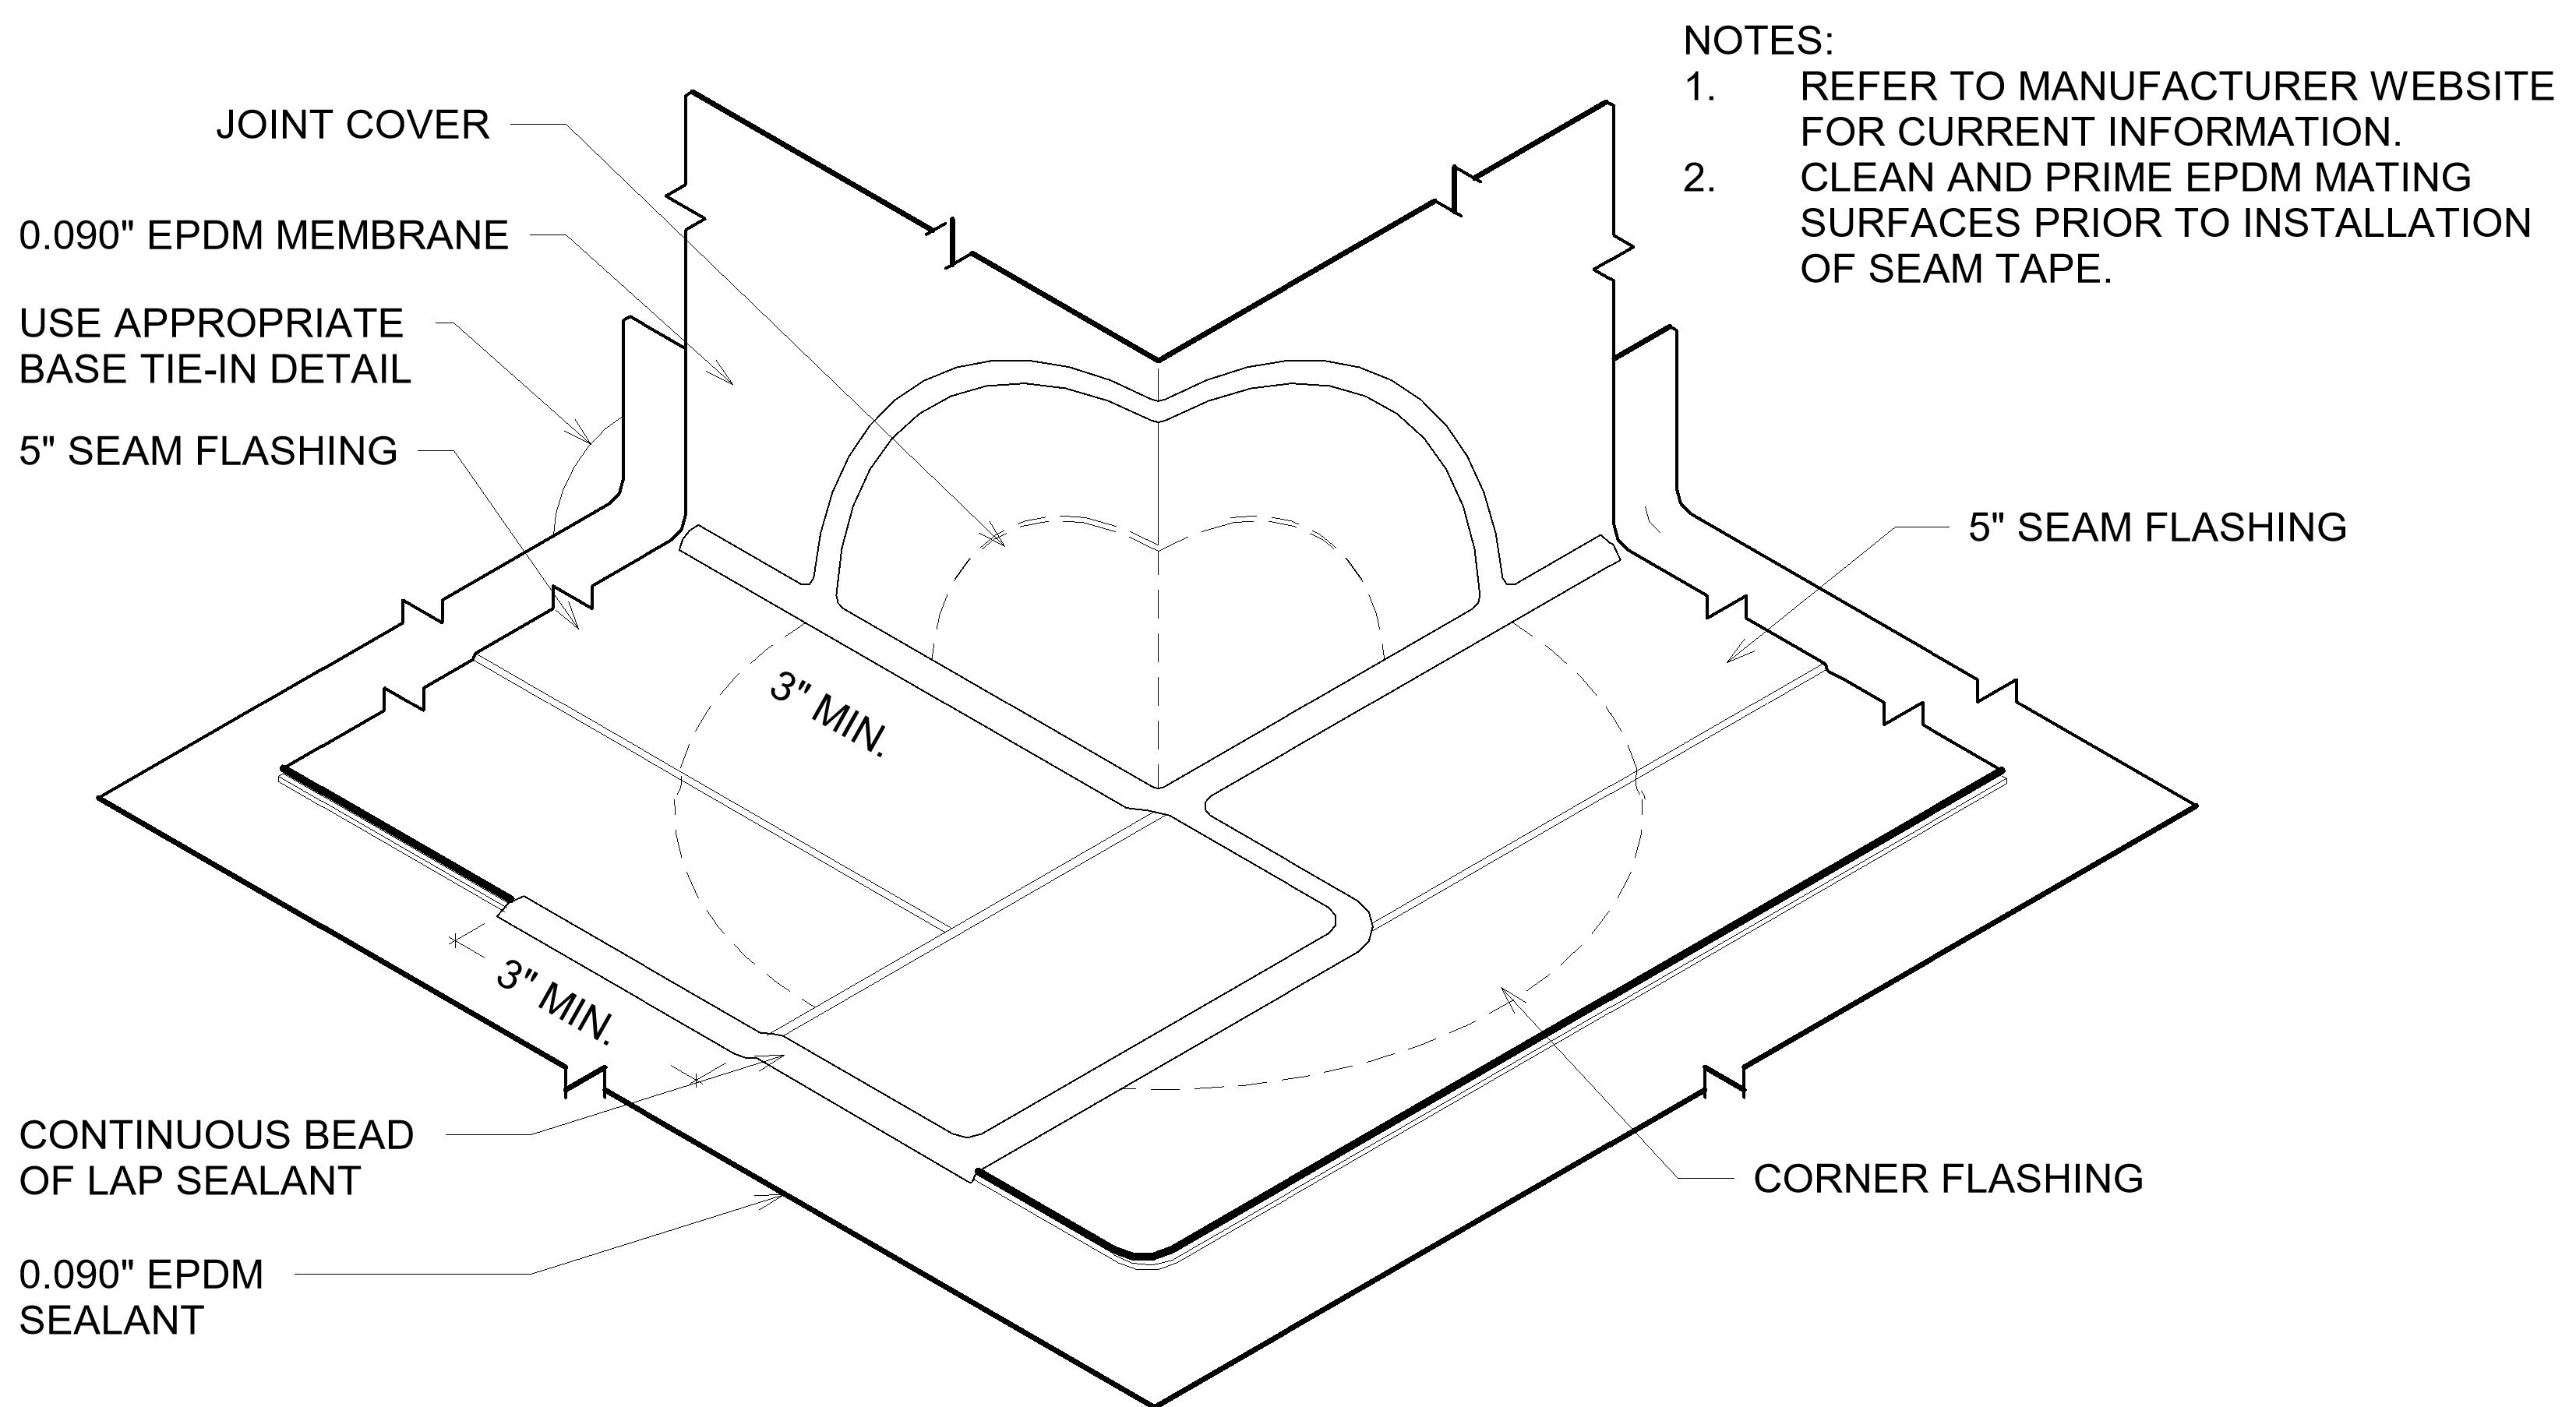 NOTES:
1. REFER TO MANUFACTURER WEBSITE
FOR CURRENT INFORMATION.
2. CLEAN AND PRIME EPDM MATING
SURFACES PRIOR TO INSTALLATION
OF SEAM TAPE.
JOINT COVER
0.090" EPDM MEMBRANE
USE APPROPRIATE
BASE TIE-IN DETAIL
5" SEAM FLASHING
5" SEAM FLASHING
3" MIN.
3" MIN.
CONTINUOUS BEAD
OF LAP SEALANT
CORNER FLASHING
0.090" EPDM
SEALANT